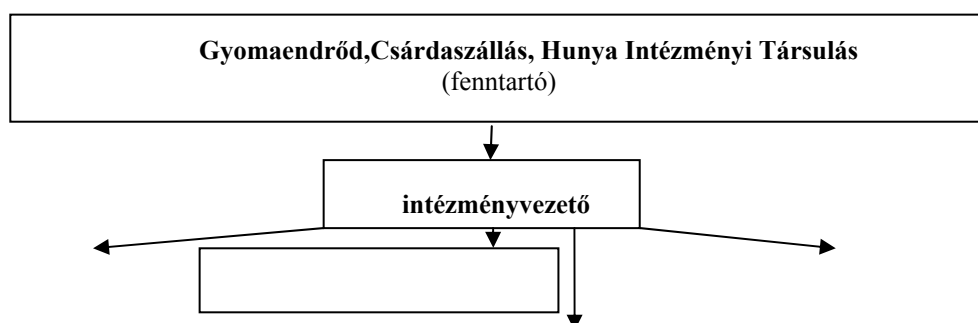 Gyomaendrőd,Csárdaszállás, Hunya Intézményi Társulás
(fenntartó)
intézményvezető